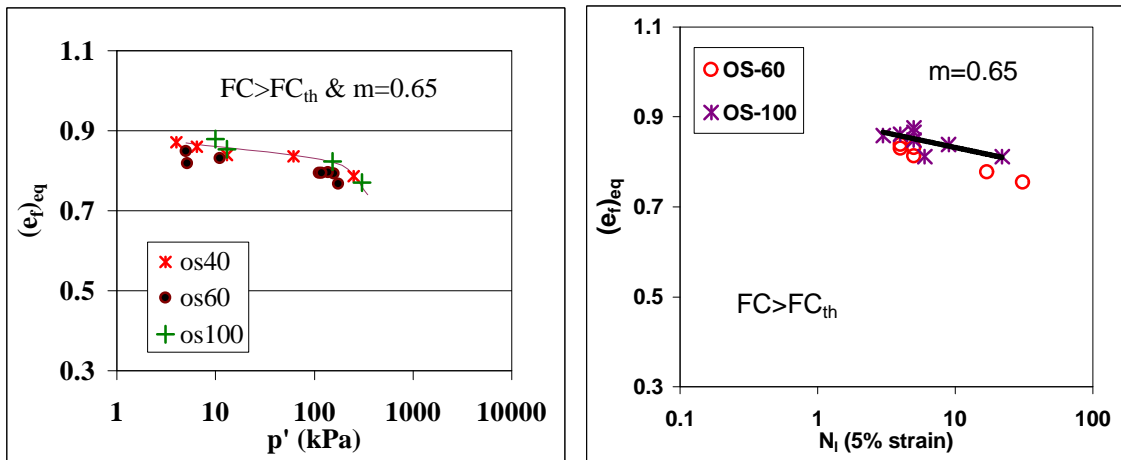 1.1
0.9
0.7
0.5
0.3
(e_f)_eq
FC>FC_th & m=0.65
os40
os60
os100
1 10 100 1000 10000
p' (kPa)
1.1
0.9
0.7
0.5
0.3
(e_f)_eq
OS-60
OS-100
m=0.65
FC>FC_th
0.1 1 10 100
N_l (5% strain)